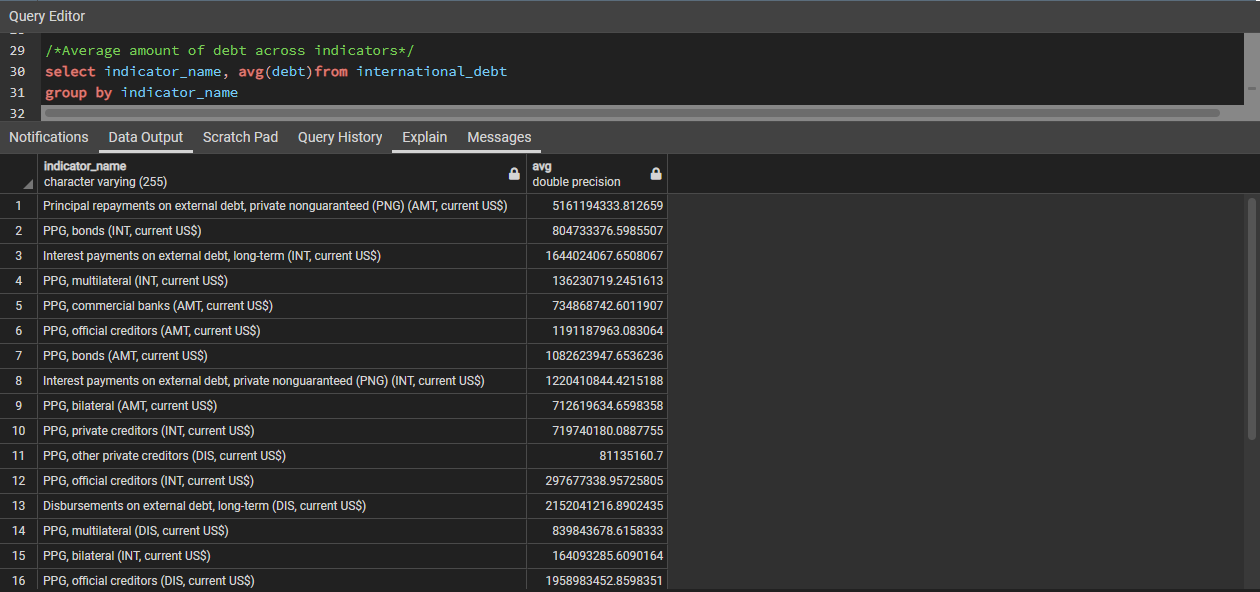 Query Editor
29 /*Average amount of debt across indicators*/
30 select indicator_name, avg(debt)from international_debt
31 group by indicator_name
32
Notifications Data Output Scratch Pad Query History Explain Messages
indicator_name avg
character varying (255) double precision
1 Principal repayments on external debt, private nonguaranteed (PNG) (AMT, current US$) 5161194333.812659
2 PPG, bonds (INT, current US$) 804733376.5985507
3 Interest payments on external debt, long-term (INT, current US$) 1644024067.6508067
4 PPG, multilateral (INT, current US$) 136230719.2451613
5 PPG, commercial banks (AMT, current US$) 734868742.6011907
6 PPG, official creditors (AMT, current US$) 1191187963.083064
7 PPG, bonds (AMT, current US$) 1082623947.6536236
8 Interest payments on external debt, private nonguaranteed (PNG) (INT, current US$) 1220410844.4215188
9 PPG, bilateral (AMT, current US$) 712619634.6598358
10 PPG, private creditors (INT, current US$) 719740180.0887755
11 PPG, other private creditors (DIS, current US$) 81135160.7
12 PPG, official creditors (INT, current US$) 297677338.95725805
13 Disbursements on external debt, long-term (DIS, current US$) 2152041216.8902435
14 PPG, multilateral (DIS, current US$) 839843678.6158333
15 PPG, bilateral (INT, current US$) 164093285.6090164
16 PPG, official creditors (DIS, current US$) 1958983452.8598351